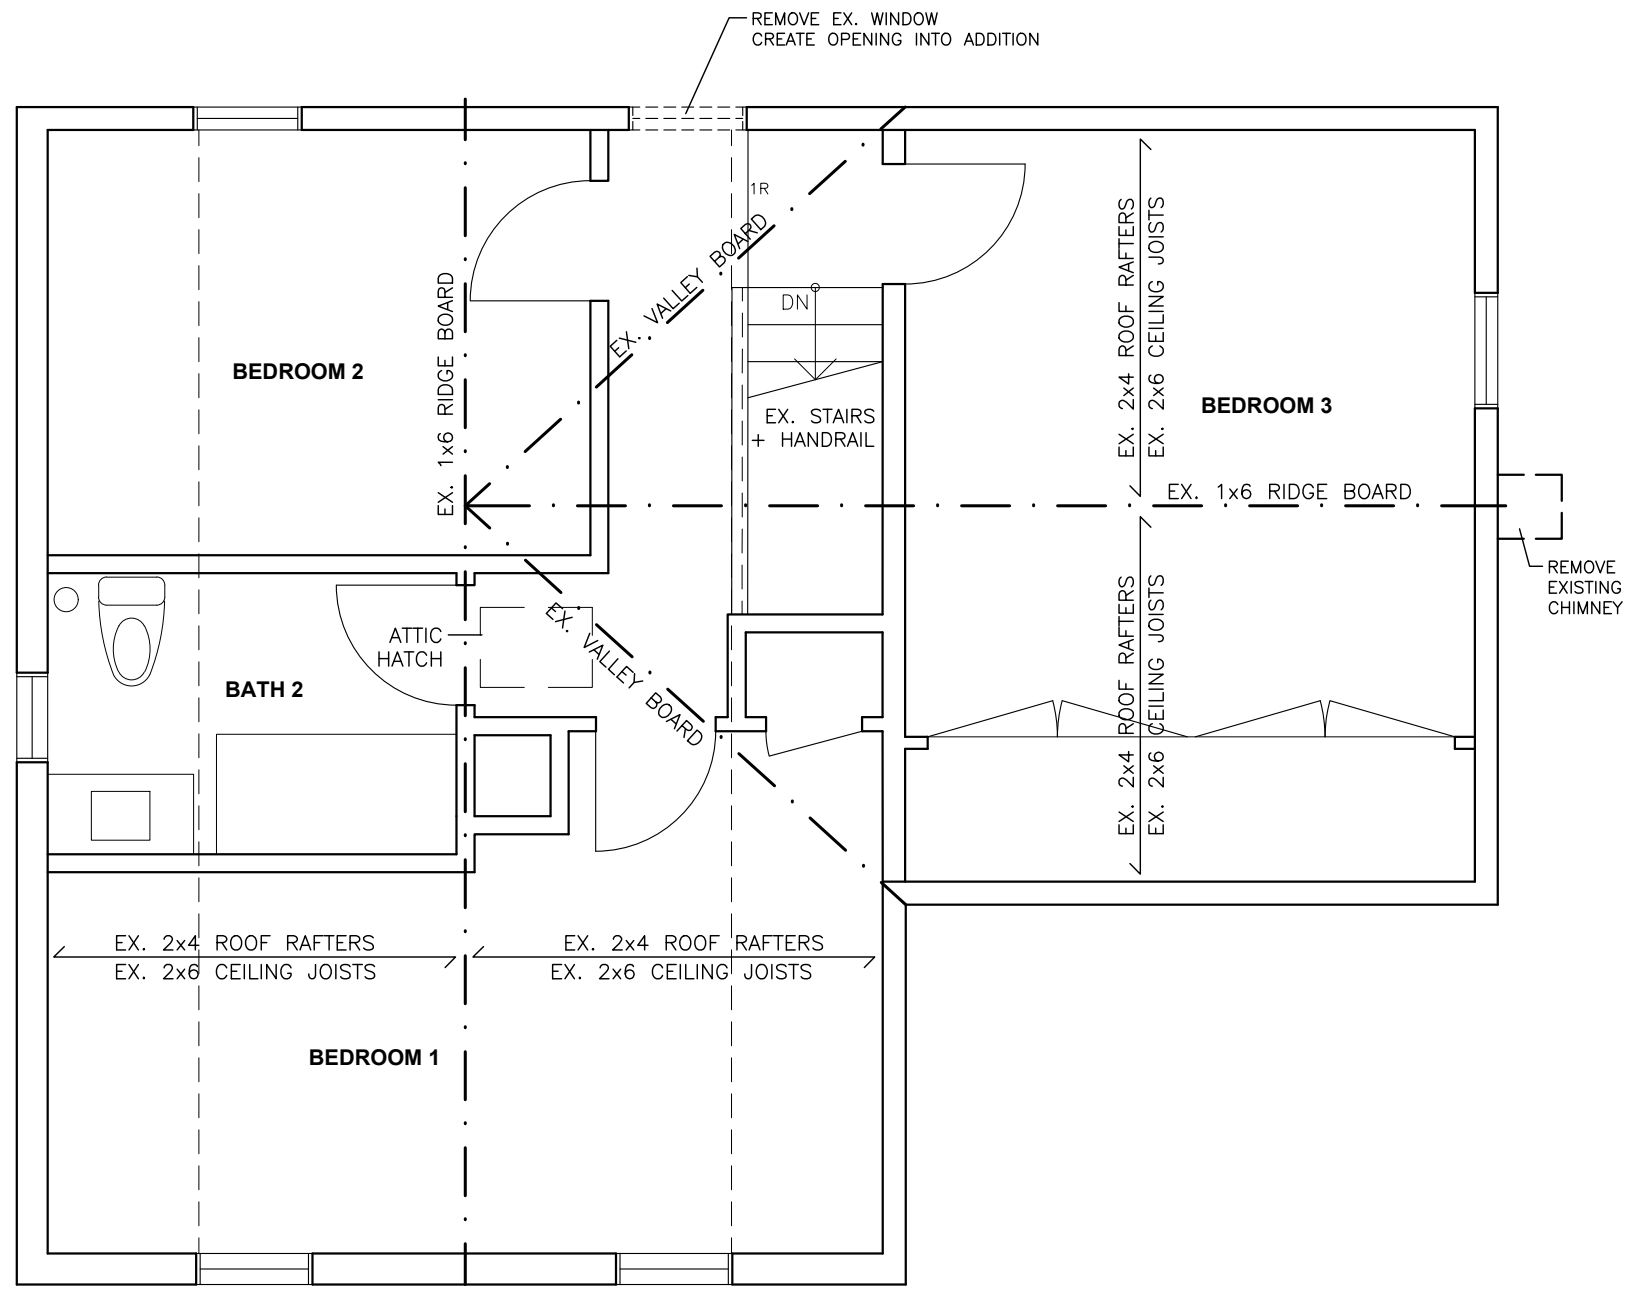 REMOVE EX. WINDOW
CREATE OPENING INTO ADDITION
1R
EX. VALLEY BOARD
DN
EX. STAIRS
+ HANDRAIL
EX. 1x6 RIDGE BOARD
BEDROOM 2
EX. 2x4 ROOF RAFTERS
EX. 2x6 CEILING JOISTS
BEDROOM 3
EX. 1x6 RIDGE BOARD
REMOVE
EXISTING
CHIMNEY
EX. 2x4 ROOF RAFTERS
EX. 2x6 CEILING JOISTS
ATTIC
HATCH
EX. VALLEY BOARD
BATH 2
EX. 2x4 ROOF RAFTERS
EX. 2x6 CEILING JOISTS
EX. 2x4 ROOF RAFTERS
EX. 2x6 CEILING JOISTS
BEDROOM 1